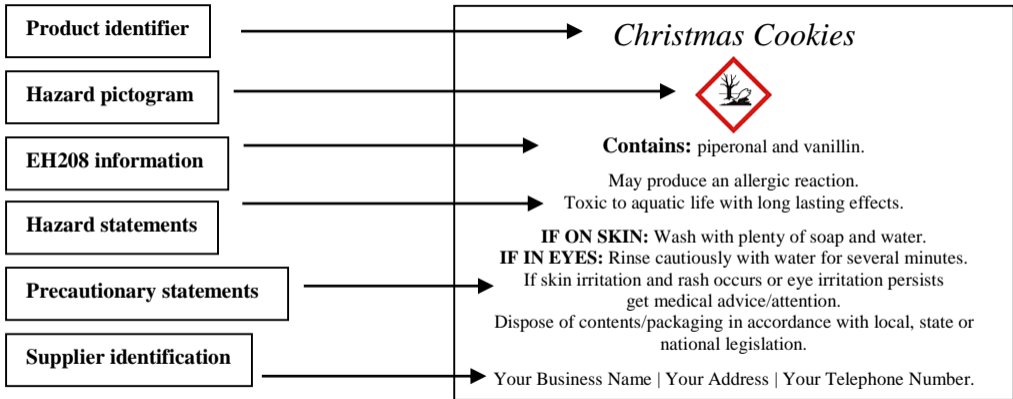 Product identifier
Hazard pictogram
EH208 information
Hazard statements
Precautionary statements
Supplier identification
Christmas Cookies
Contains: piperonal and vanillin.
May produce an allergic reaction.
Toxic to aquatic life with long lasting effects.
IF ON SKIN: Wash with plenty of soap and water.
IF IN EYES: Rinse cautiously with water for several minutes.
If skin irritation and rash occurs or eye irritation persists
get medical advice/attention.
Dispose of contents/packaging in accordance with local, state or
national legislation.
Your Business Name | Your Address | Your Telephone Number.